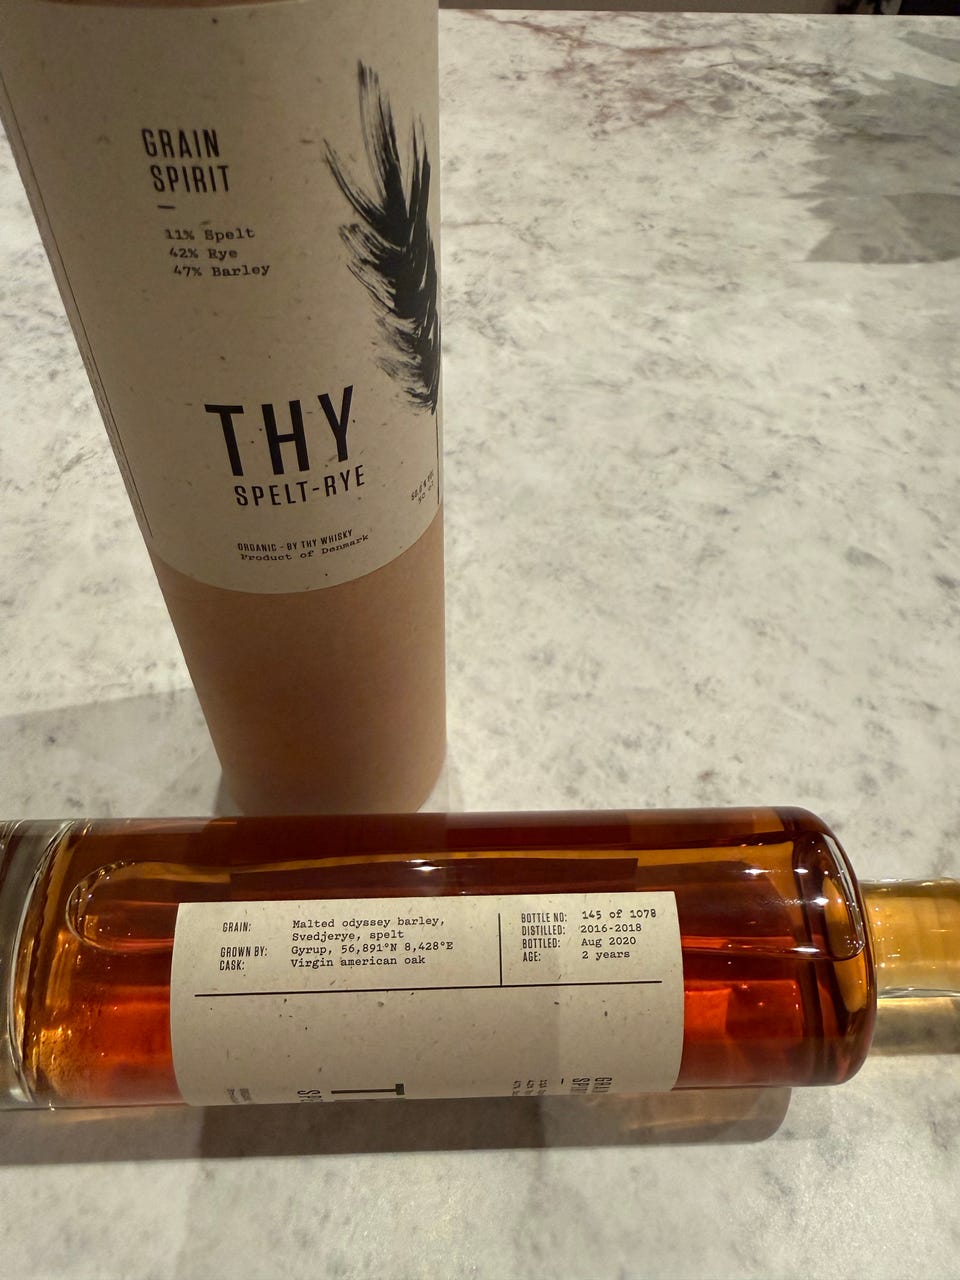 GRAIN
SPIRIT
11% Spelt
42% Rye
47% Barley
THY
SPELT-RYE
ORGANIC - BY THY WHISKY
Product of Denmark
GRAIN: Malted odyssey barley,
Svedjerye, spelt
GROWN BY: Gyrup, 56,891°N 8,428°E
CASK: Virgin american oak
BOTTLE NO: 145 of 1078
DISTILLED: 2016-2018
BOTTLED: Aug 2020
AGE: 2 years
GRAIN